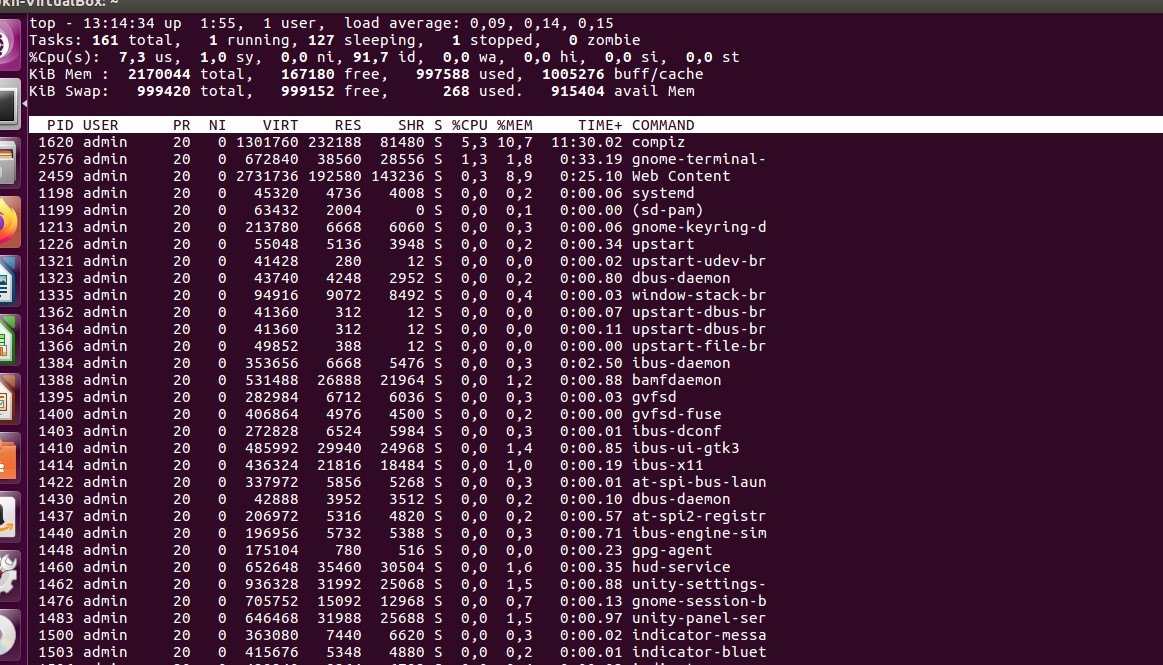 top - 13:14:34 up  1:55,  1 user,  load average: 0,09, 0,14, 0,15
Tasks: 161 total,   1 running, 127 sleeping,   1 stopped,   0 zombie
%Cpu(s):  7,3 us,  1,0 sy,  0,0 ni, 91,7 id,  0,0 wa,  0,0 hi,  0,0 si,  0,0 st
KiB Mem :  2170044 total,   167180 free,   997588 used,  1005276 buff/cache
KiB Swap:   999420 total,   999152 free,      268 used.   915404 avail Mem
PID USER      PR  NI    VIRT    RES    SHR S %CPU %MEM     TIME+ COMMAND
1620 admin     20   0 1301760 232188  81480 S  5,3 10,7  11:30.02 compiz
2576 admin     20   0  672840  38560  28556 S  1,3  1,8   0:33.19 gnome-terminal-
2459 admin     20   0 2731736 192580 143236 S  0,3  8,9   0:25.10 Web Content
1198 admin     20   0   45320   4736   4008 S  0,0  0,2   0:00.06 systemd
1199 admin     20   0   63432   2004      0 S  0,0  0,1   0:00.00 (sd-pam)
1213 admin     20   0  213780   6668   6060 S  0,0  0,3   0:00.06 gnome-keyring-d
1226 admin     20   0   55048   5136   3948 S  0,0  0,2   0:00.34 upstart
1321 admin     20   0   41428    280     12 S  0,0  0,0   0:00.02 upstart-udev-br
1323 admin     20   0   43740   4248   2952 S  0,0  0,2   0:00.80 dbus-daemon
1335 admin     20   0   94916   9072   8492 S  0,0  0,4   0:00.03 window-stack-br
1362 admin     20   0   41360    312     12 S  0,0  0,0   0:00.07 upstart-dbus-br
1364 admin     20   0   41360    312     12 S  0,0  0,0   0:00.11 upstart-dbus-br
1366 admin     20   0   49852    388     12 S  0,0  0,0   0:00.00 upstart-file-br
1384 admin     20   0  353656   6668   5476 S  0,0  0,3   0:02.50 ibus-daemon
1388 admin     20   0  531488  26888  21964 S  0,0  1,2   0:00.88 bamfdaemon
1395 admin     20   0  282984   6712   6036 S  0,0  0,3   0:00.03 gvfsd
1400 admin     20   0  406864   4976   4500 S  0,0  0,2   0:00.00 gvfsd-fuse
1403 admin     20   0  272828   6524   5984 S  0,0  0,3   0:00.01 ibus-dconf
1410 admin     20   0  485992  29940  24968 S  0,0  1,4   0:00.85 ibus-ui-gtk3
1414 admin     20   0  436324  21816  18484 S  0,0  1,0   0:00.19 ibus-x11
1422 admin     20   0  337972   5856   5268 S  0,0  0,3   0:00.01 at-spi-bus-laun
1430 admin     20   0   42888   3952   3512 S  0,0  0,2   0:00.10 dbus-daemon
1437 admin     20   0  206972   5316   4820 S  0,0  0,2   0:00.57 at-spi2-registr
1440 admin     20   0  196956   5732   5388 S  0,0  0,3   0:00.71 ibus-engine-sim
1448 admin     20   0  175104    780    516 S  0,0  0,0   0:00.23 gpg-agent
1460 admin     20   0  652648  35460  30504 S  0,0  1,6   0:00.35 hud-service
1462 admin     20   0  936328  31992  25068 S  0,0  1,5   0:00.88 unity-settings-
1476 admin     20   0  705752  15092  12968 S  0,0  0,7   0:00.13 gnome-session-b
1483 admin     20   0  646468  31988  25688 S  0,0  1,5   0:00.97 unity-panel-ser
1500 admin     20   0  363080   7440   6620 S  0,0  0,3   0:00.02 indicator-messa
1503 admin     20   0  415676   5348   4880 S  0,0  0,2   0:00.01 indicator-bluet